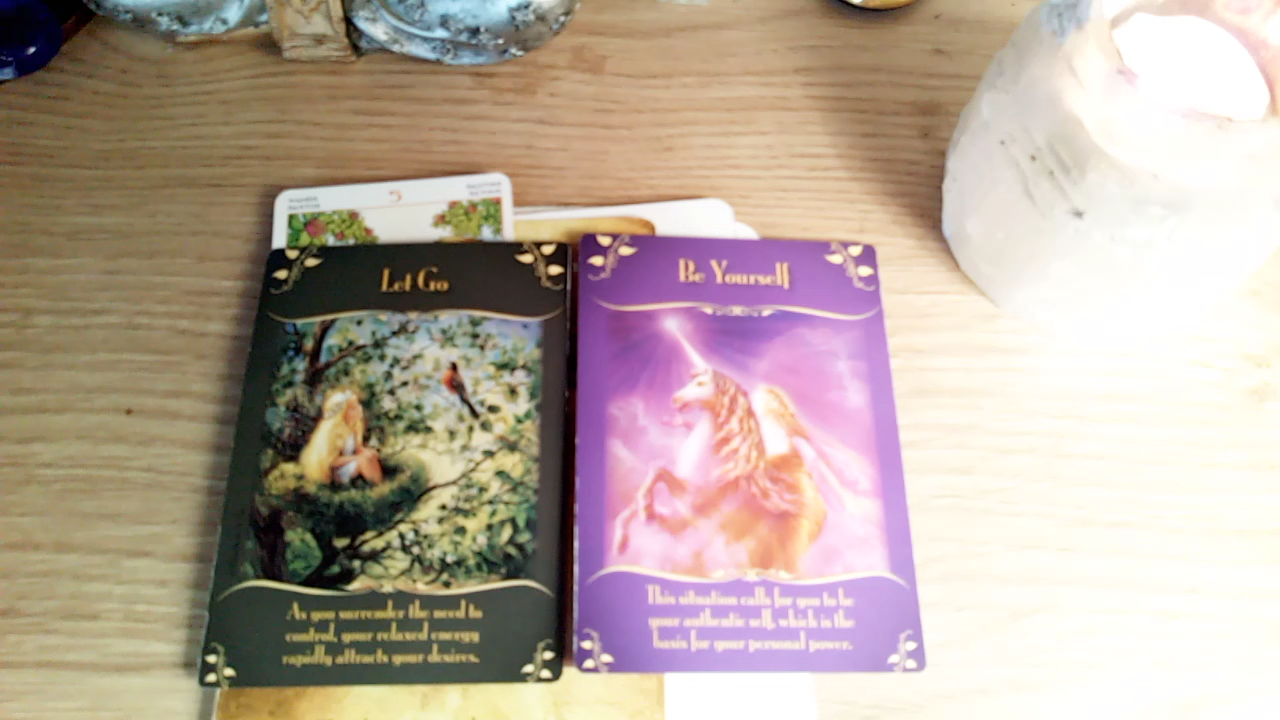 5
Let Go
As you surrender the need to
control, your relaxed energy
rapidly attracts your desires.
Be Yourself
This situation calls for you to be
your authentic self, which is the
basis for your personal power.